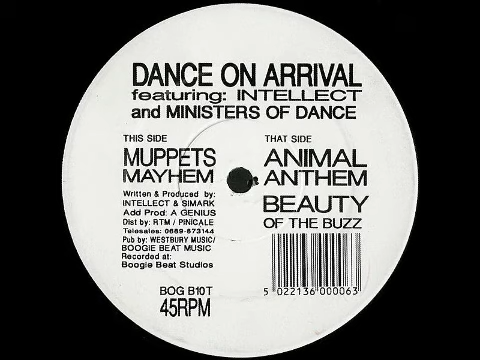 DANCE ON ARRIVAL
featuring: INTELLECT
and MINISTERS OF DANCE
THIS SIDE
MUPPETS
MAYHEM
Written & Produced by:
INTELLECT & SIMARK
Add Prod: A GENIUS
Dist by: RTM / PINICALE
Telesales: 0689-873144
Pub by: WESTBURY MUSIC/
BOOGIE BEAT MUSIC
Recorded at:
Boogie Beat Studios
BOG B10T
45RPM
THAT SIDE
ANIMAL
ANTHEM
BEAUTY
OF THE BUZZ
5 022136 000063